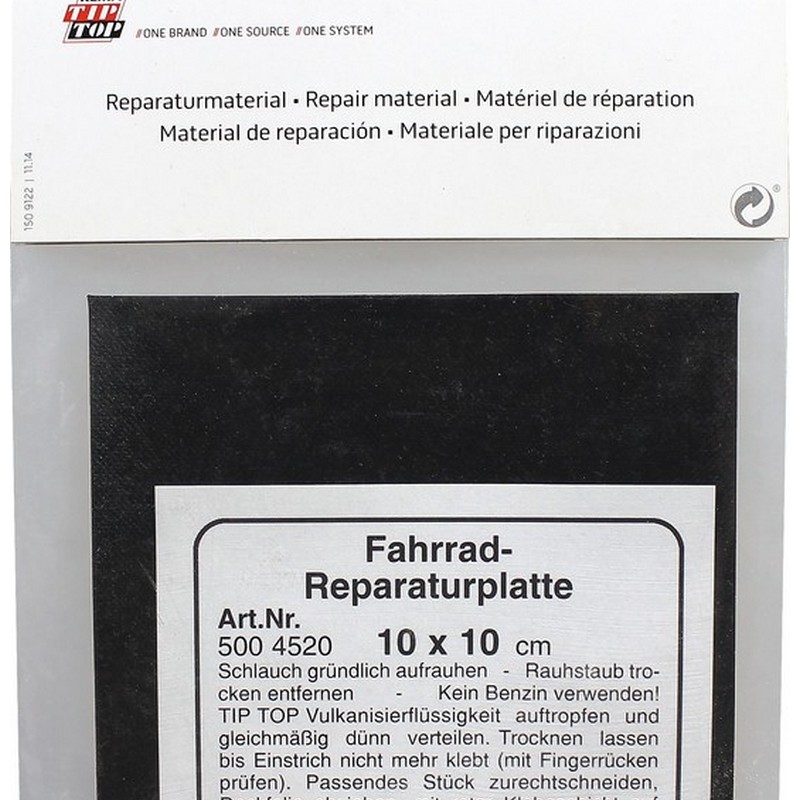 TIP
TOP
//ONE BRAND //ONE SOURCE //ONE SYSTEM
Reparaturmaterial • Repair material • Matériel de réparation
Material de reparación • Materiale per riparazioni
150 9122 | 11.14
®
Fahrrad-
Reparaturplatte
Art.Nr.
500 4520 10 x 10 cm
Schlauch gründlich aufrauhen - Rauhstaub tro-
cken entfernen - Kein Benzin verwenden!
TIP TOP Vulkanisierflüssigkeit auftropfen und
gleichmäßig dünn verteilen. Trocknen lassen
bis Einstrich nicht mehr klebt (mit Fingerrücken
prüfen). Passendes Stück zurechtschneiden,